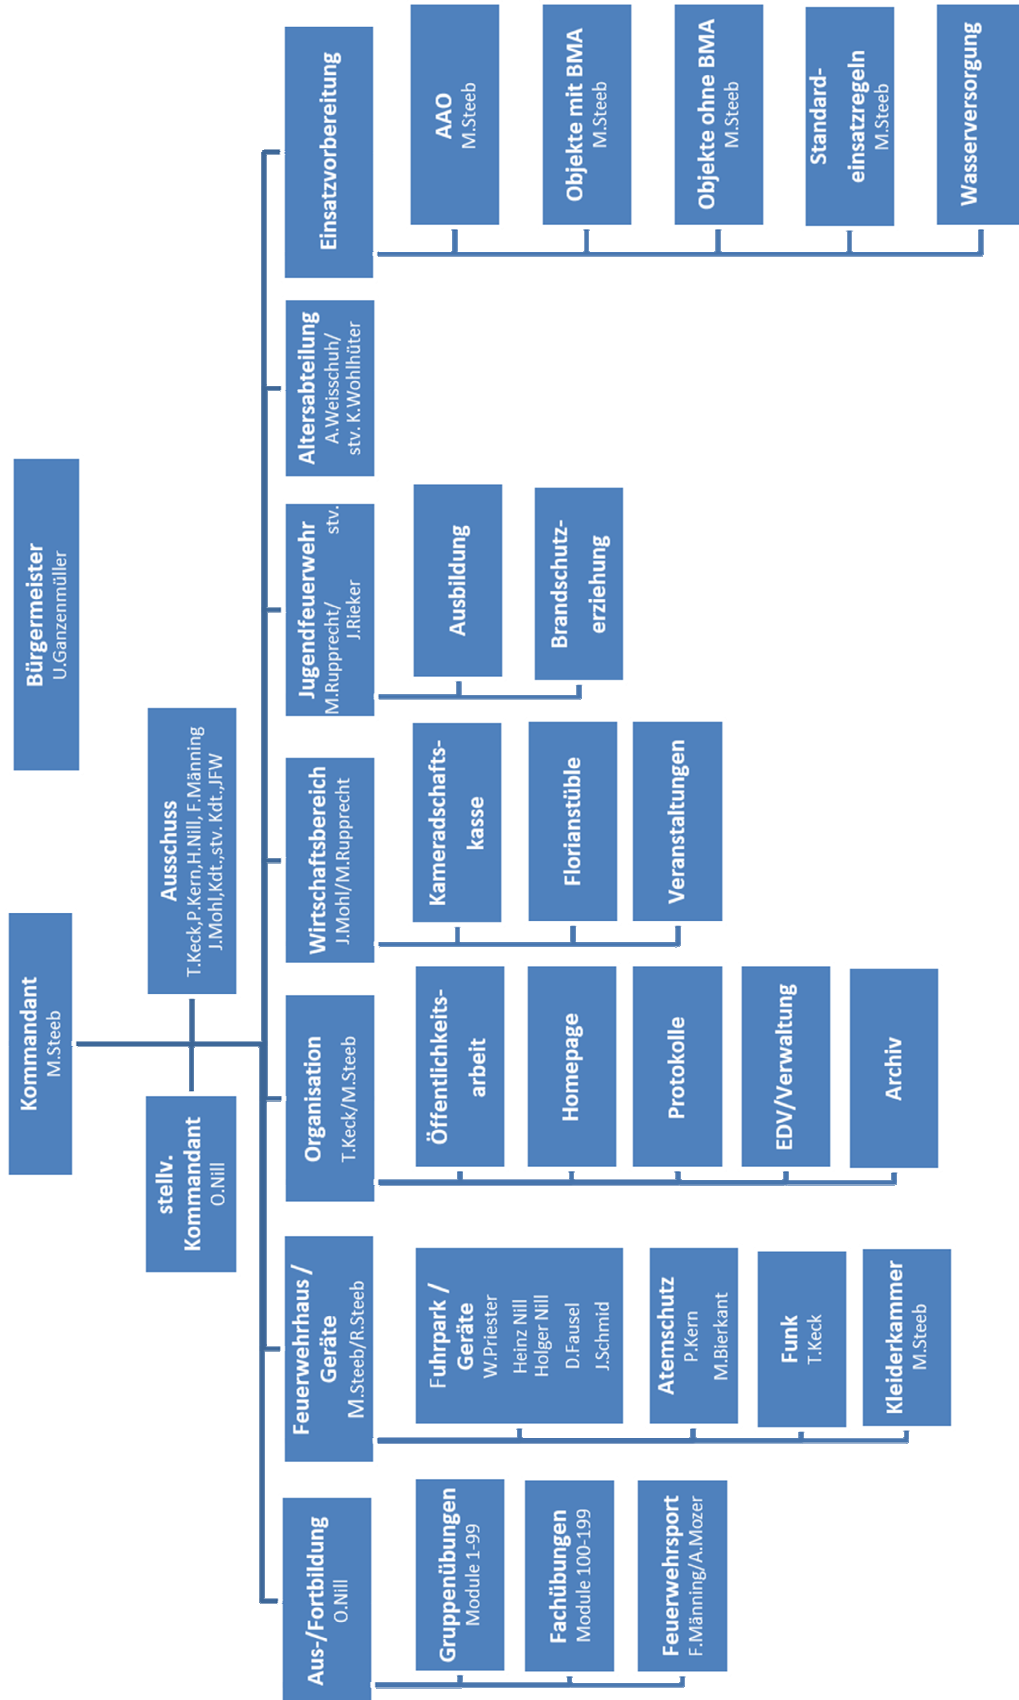 Kommandant
M.Steeb
Bürgermeister
U.Ganzenmüller
stellv.
Kommandant
O.Nill
Ausschuss
T.Keck,P.Kern,H.Nill, F.Männing
J.Mohl,Kdt.,stv. Kdt.,JFW
Aus-/Fortbildung
O.Nill
Gruppenübungen
Module 1-99
Fachübungen
Module 100-199
Feuerwehrsport
F.Männing/A.Mozer
Feuerwehrhaus /
Geräte
M.Steeb/R.Steeb
Fuhrpark /
Geräte
W.Priester
Heinz Nill
Holger Nill
D.Fausel
J.Schmid
Atemschutz
P.Kern
M.Bierkant
Funk
T.Keck
Kleiderkammer
M.Steeb
Organisation
T.Keck/M.Steeb
Öffentlichkeits-
arbeit
Homepage
Protokolle
EDV/Verwaltung
Archiv
Wirtschaftsbereich
J.Mohl/M.Rupprecht
Kameradschafts-
kasse
Florianstüble
Veranstaltungen
Jugendfeuerwehr
M.Rupprecht/ stv.
J.Rieker
Ausbildung
Brandschutz-
erziehung
Altersabteilung
A.Weisschuh/
stv. K.Wohlhüter
Einsatzvorbereitung
AAO
M.Steeb
Objekte mit BMA
M.Steeb
Objekte ohne BMA
M.Steeb
Standard-
einsatzregeln
M.Steeb
Wasserversorgung